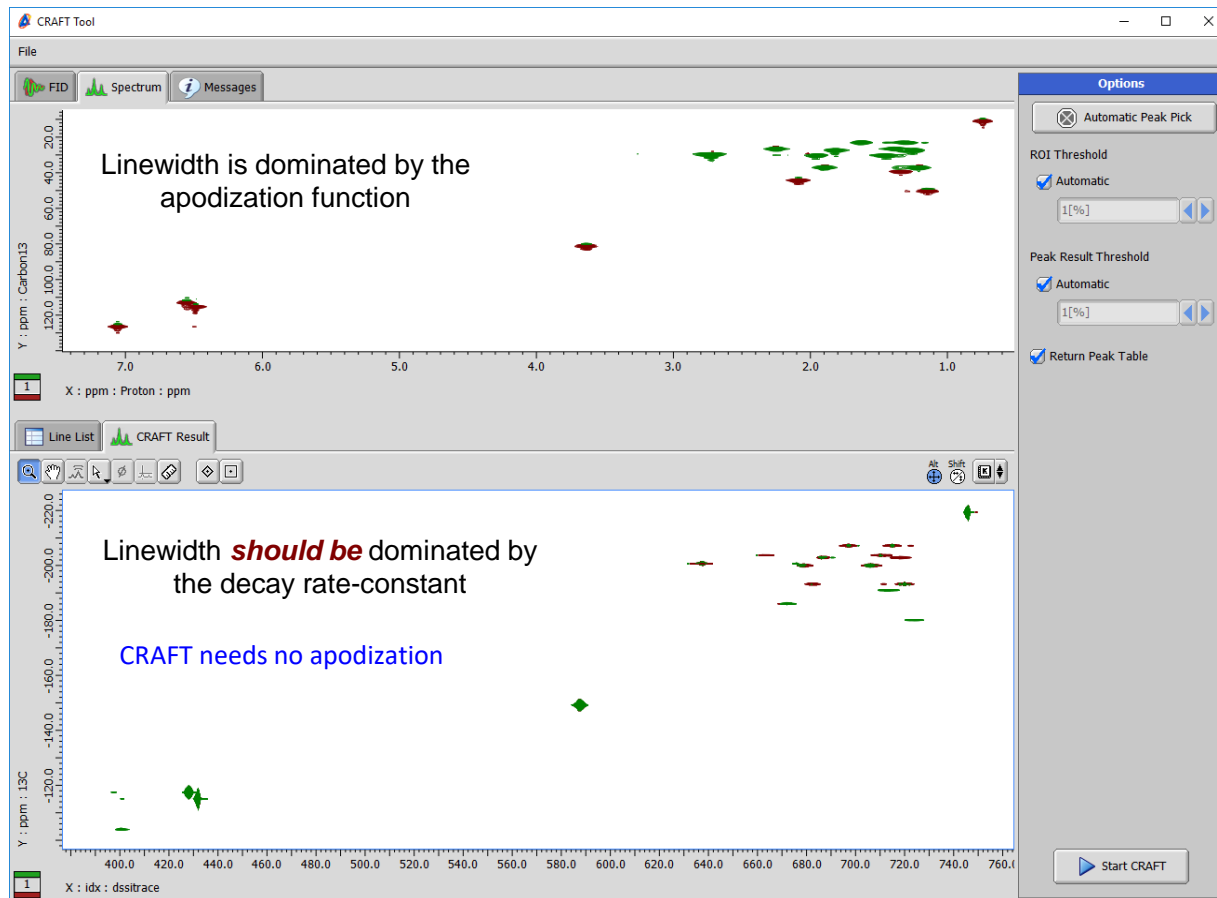 CRAFT Tool
File
FID Spectrum Messages
Linewidth is dominated by the
apodization function
20.0
40.0
60.0
80.0
100.0
120.0
Y : ppm : Carbon13
7.0 6.0 5.0 4.0 3.0 2.0 1.0
1
X : ppm : Proton : ppm
Line List CRAFT Result
Alt Shift
K
Linewidth should be dominated by
the decay rate-constant
CRAFT needs no apodization
-220.0
-200.0
-180.0
-160.0
-140.0
-120.0
Y : ppm : 13C
400.0 420.0 440.0 460.0 480.0 500.0 520.0 540.0 560.0 580.0 600.0 620.0 640.0 660.0 680.0 700.0 720.0 740.0 760.0
1
X : idx : dssitrace
Options
Automatic Peak Pick
ROI Threshold
Automatic
1[%]
Peak Result Threshold
Automatic
1[%]
Return Peak Table
Start CRAFT